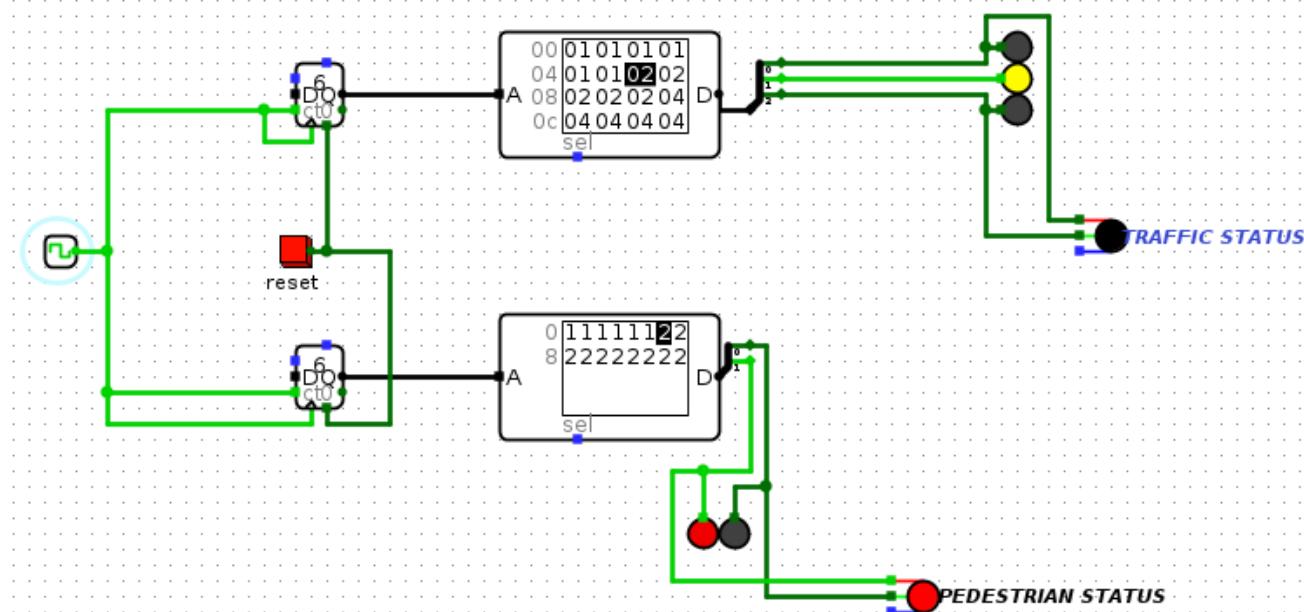 00 01 01 01 01
04 01 01 02 02
08 02 02 02 04
0c 04 04 04 04
A
D
sel
6
DQ
ct0
0
1
2
TRAFFIC STATUS
reset
0 1 1 1 1 1 1 2 2
8 2 2 2 2 2 2 2 2
A
D
sel
6
DQ
ct0
0
1
PEDESTRIAN STATUS